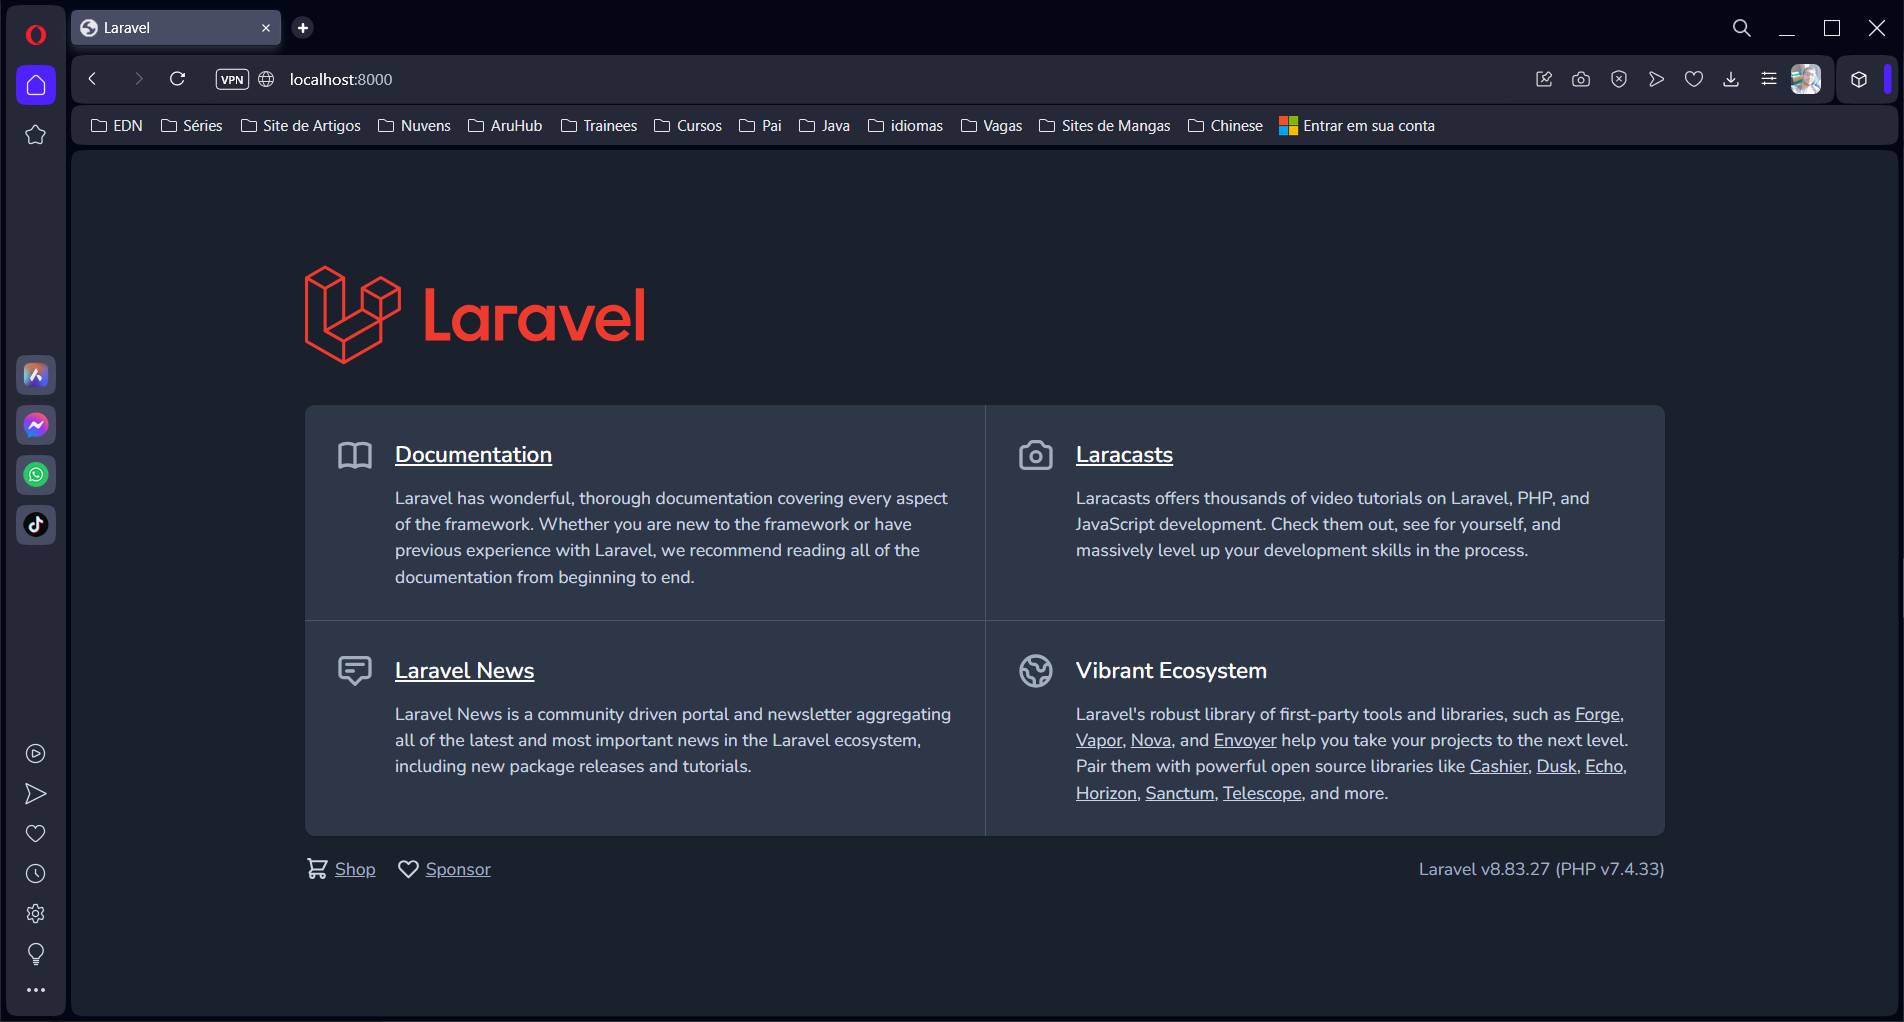 Laravel
VPN localhost:8000
EDN Séries Site de Artigos Nuvens AruHub Trainees Cursos Pai Java idiomas Vagas Sites de Mangas Chinese Entrar em sua conta
Laravel
Documentation
Laravel has wonderful, thorough documentation covering every aspect
of the framework. Whether you are new to the framework or have
previous experience with Laravel, we recommend reading all of the
documentation from beginning to end.
Laracasts
Laracasts offers thousands of video tutorials on Laravel, PHP, and
JavaScript development. Check them out, see for yourself, and
massively level up your development skills in the process.
Laravel News
Laravel News is a community driven portal and newsletter aggregating
all of the latest and most important news in the Laravel ecosystem,
including new package releases and tutorials.
Vibrant Ecosystem
Laravel's robust library of first-party tools and libraries, such as Forge,
Vapor, Nova, and Envoyer help you take your projects to the next level.
Pair them with powerful open source libraries like Cashier, Dusk, Echo,
Horizon, Sanctum, Telescope, and more.
Shop Sponsor
Laravel v8.83.27 (PHP v7.4.33)